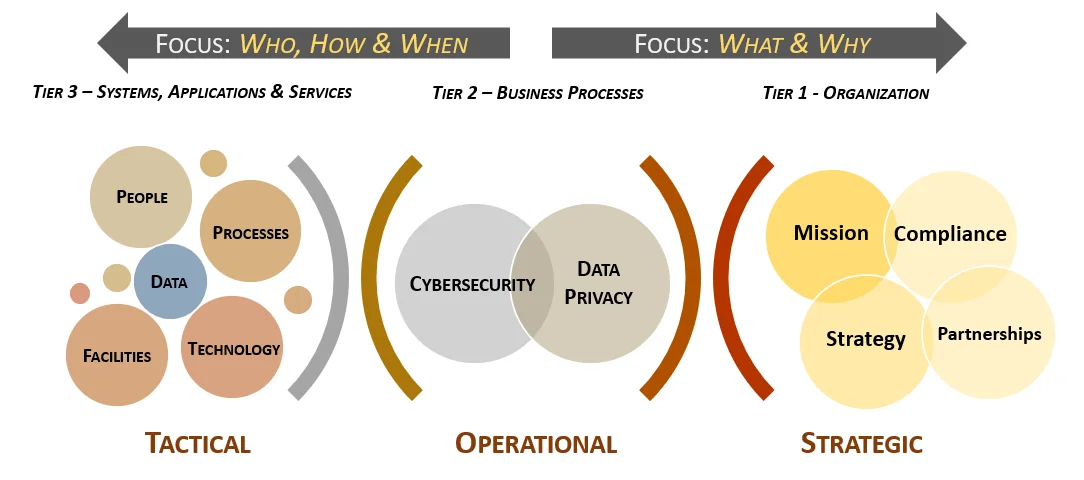 Focus: Who, How & When
Focus: What & Why
Tier 3 – Systems, Applications & Services
Tier 2 – Business Processes
Tier 1 - Organization
People
Processes
Data
Facilities
Technology
Cybersecurity
Data
Privacy
Mission
Compliance
Strategy
Partnerships
Tactical
Operational
Strategic